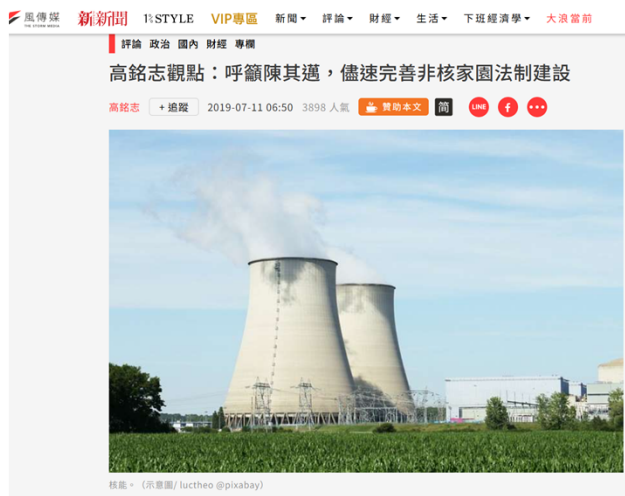 風傳媒 新新聞 1%STYLE VIP專區 新聞 評論 財經 生活 下班經濟學 大浪當前
THE STORM MEDIA
評論 政治 國內 財經 專欄
高銘志觀點：呼籲陳其邁，儘速完善非核家園法制建設
高銘志 + 追蹤 2019-07-11 06:50 3898 人氣 贊助本文 简 LINE f
核能。（示意圖/ luctheo @pixabay）